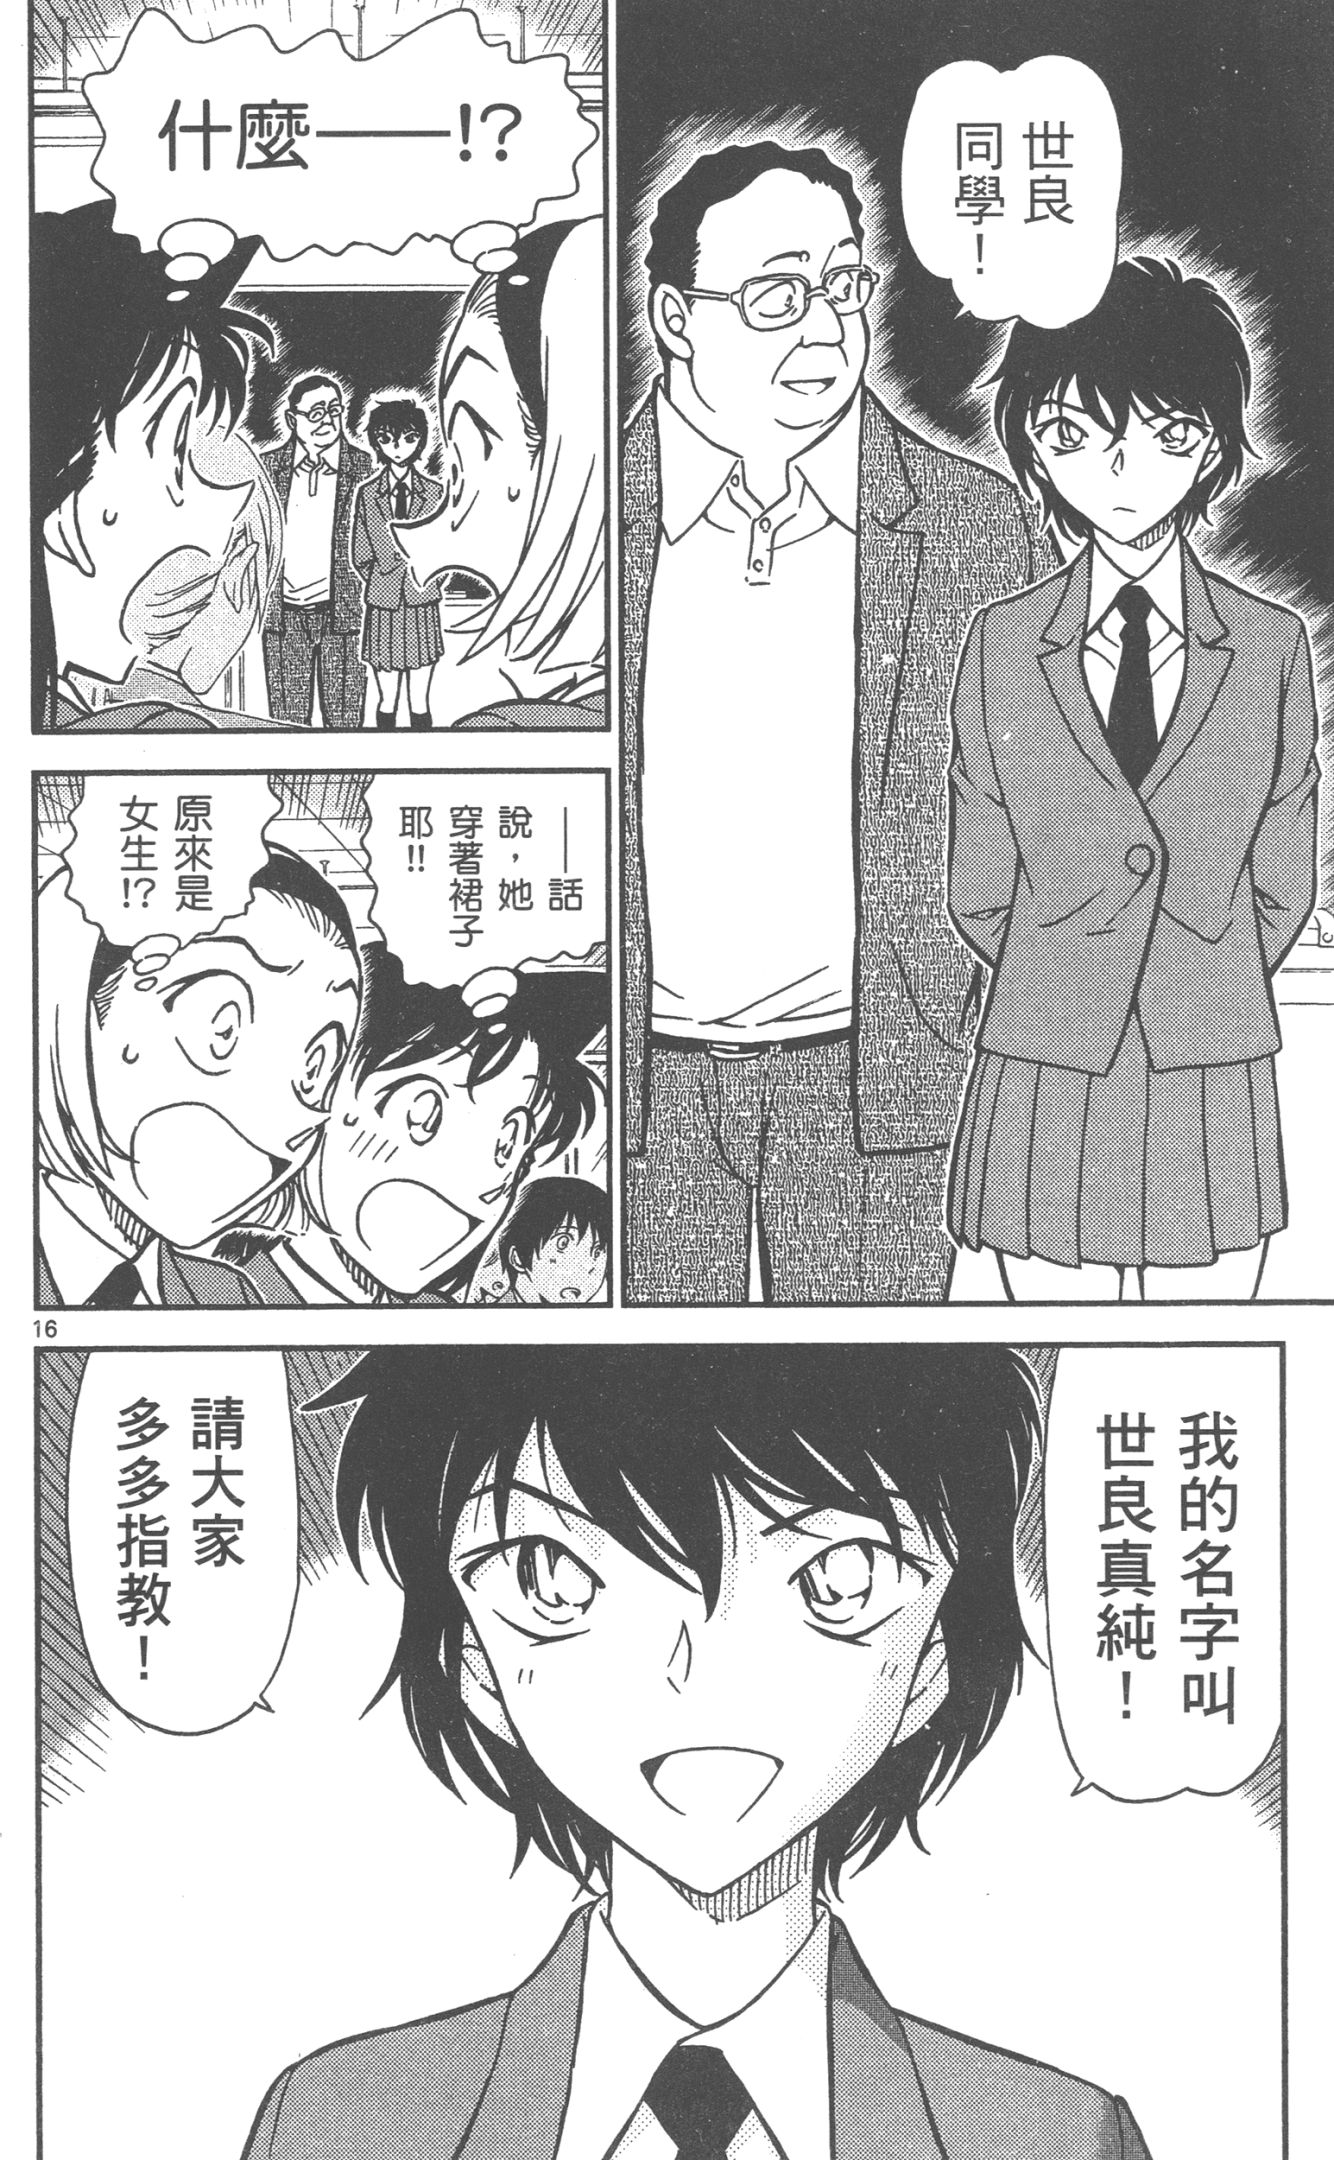 世良
同學！
什麼——!?
——話
說，她
穿著裙子
耶!!
原來是
女生!?
16
我的名字叫
世良真純！
請大家
多多指教！